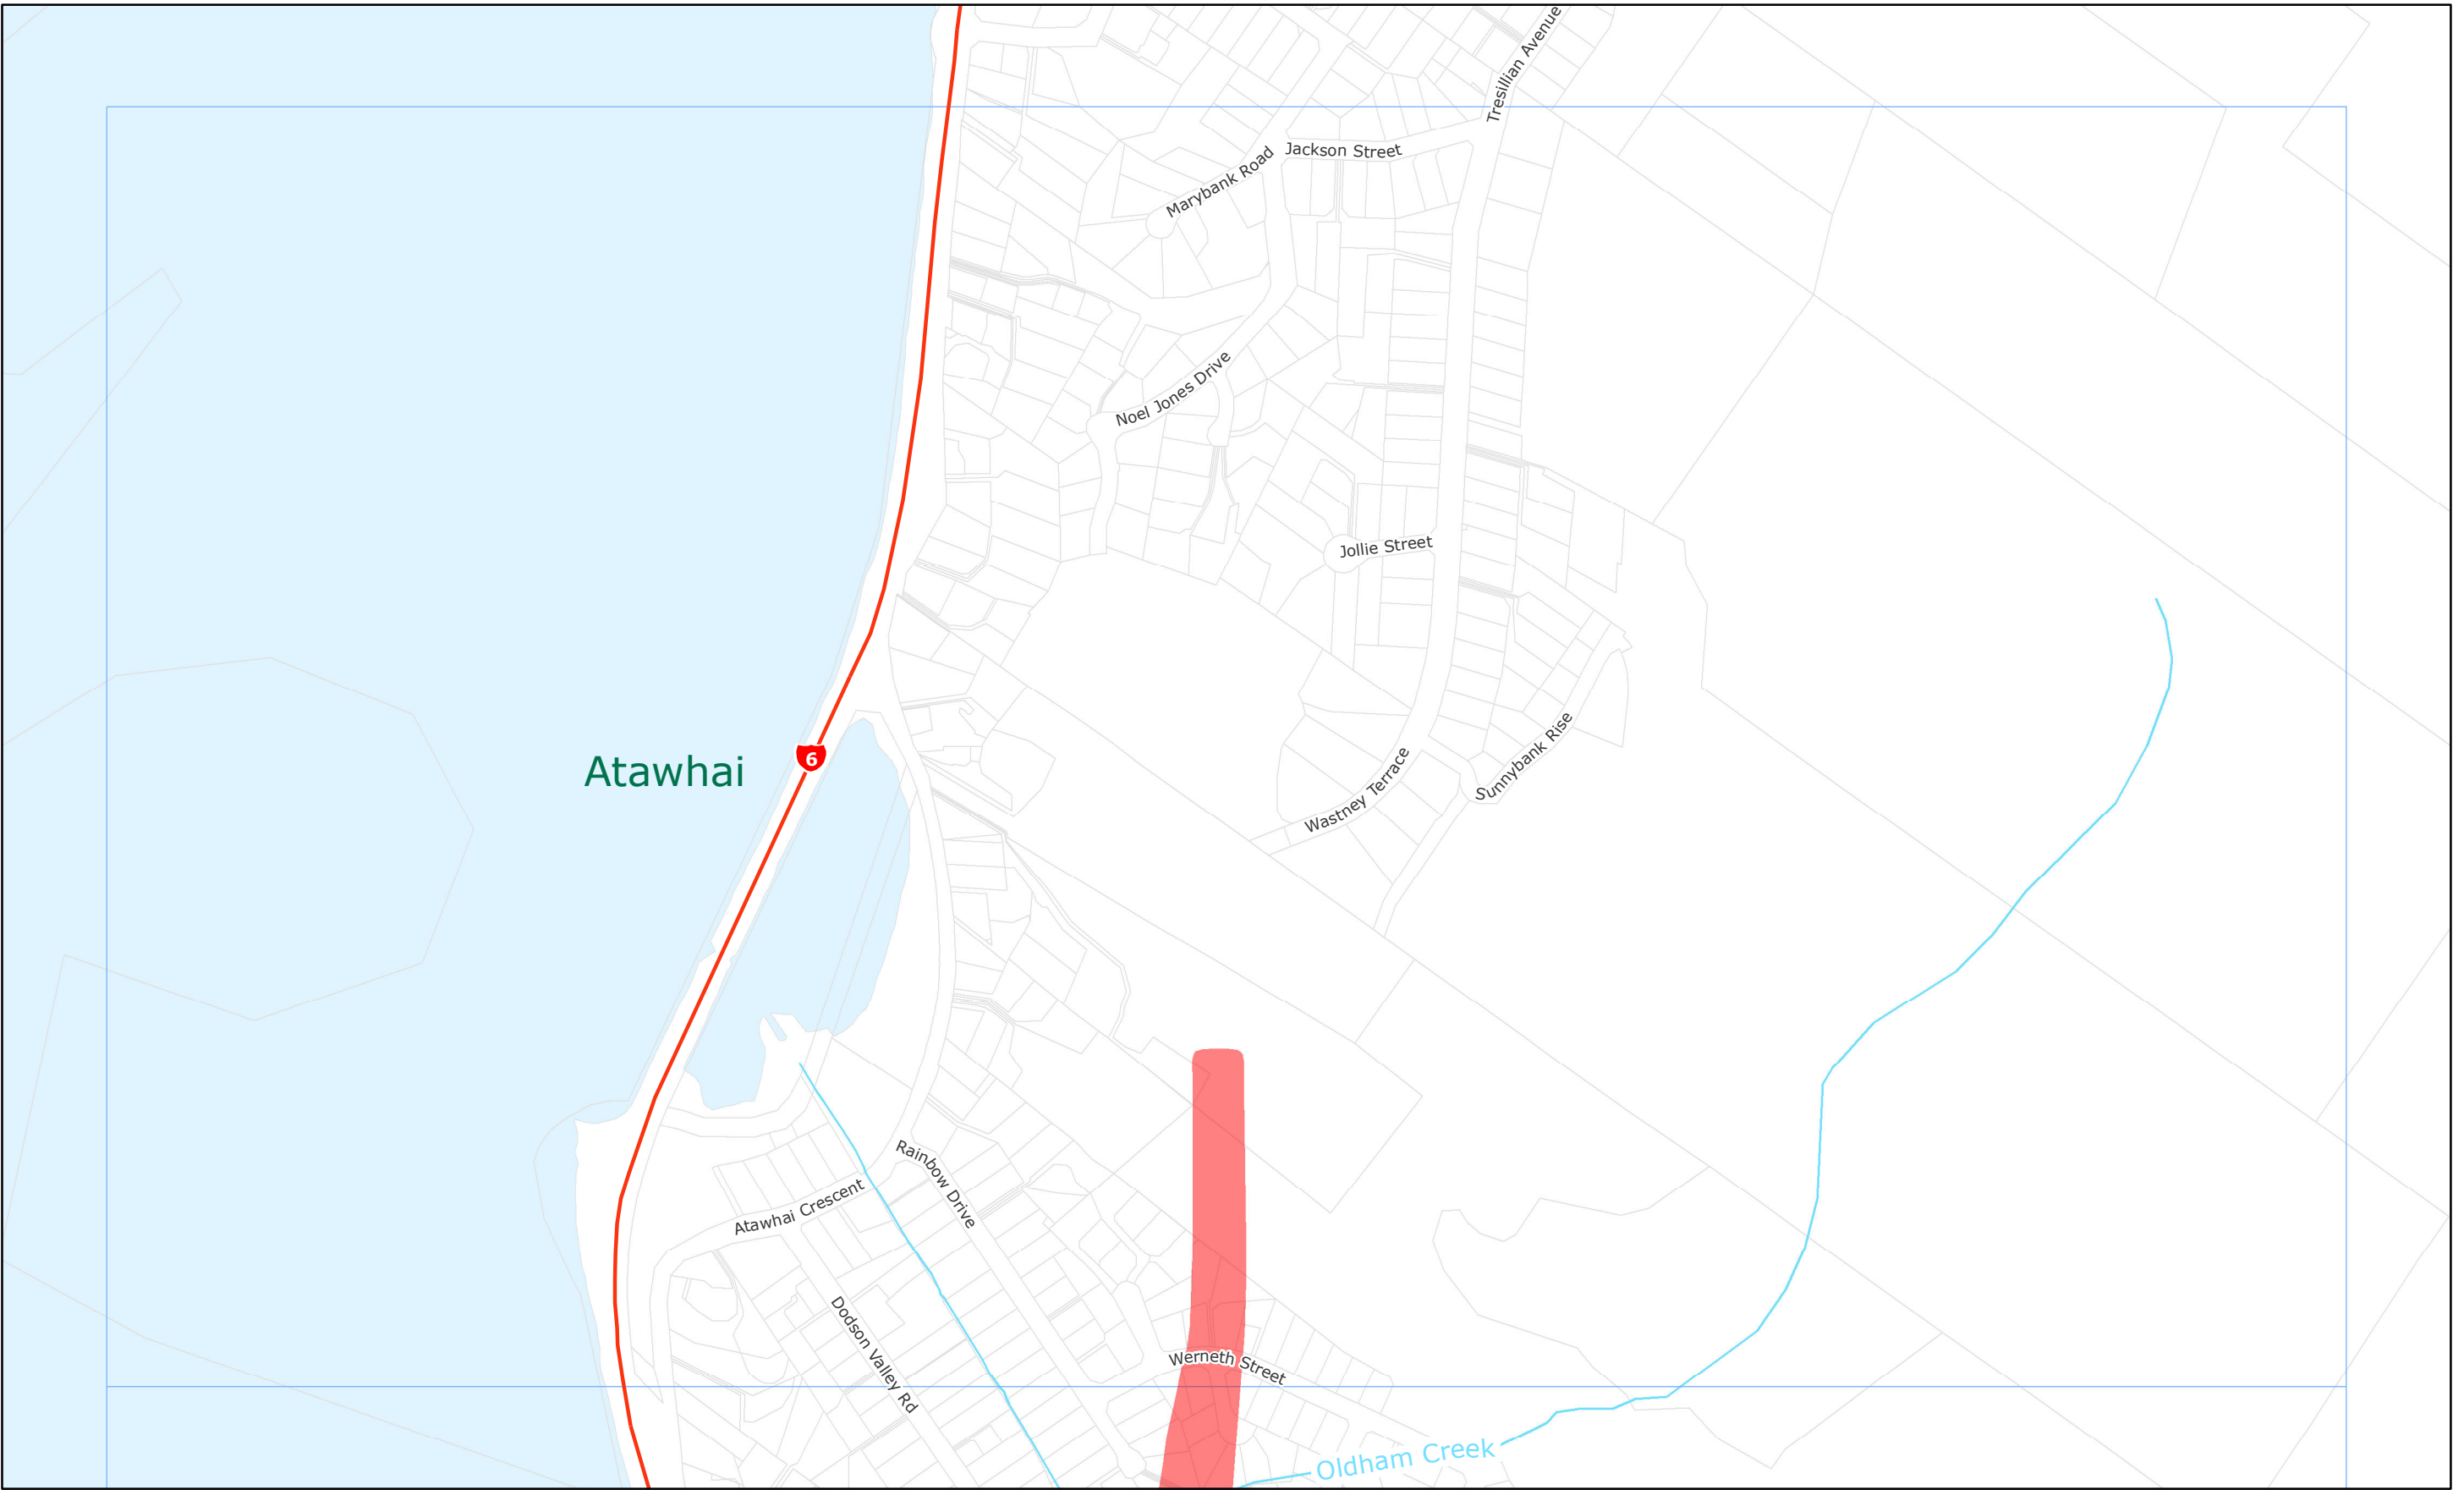 Tresillian Avenue
Jackson Street
Marybank Road
Noel Jones Drive
Jollie Street
Atawhai
6
Sunnybank Rise
Wastney Terrace
Rainbow Drive
Atawhai Crescent
Dodson Valley Rd
Werneth Street
Oldham Creek